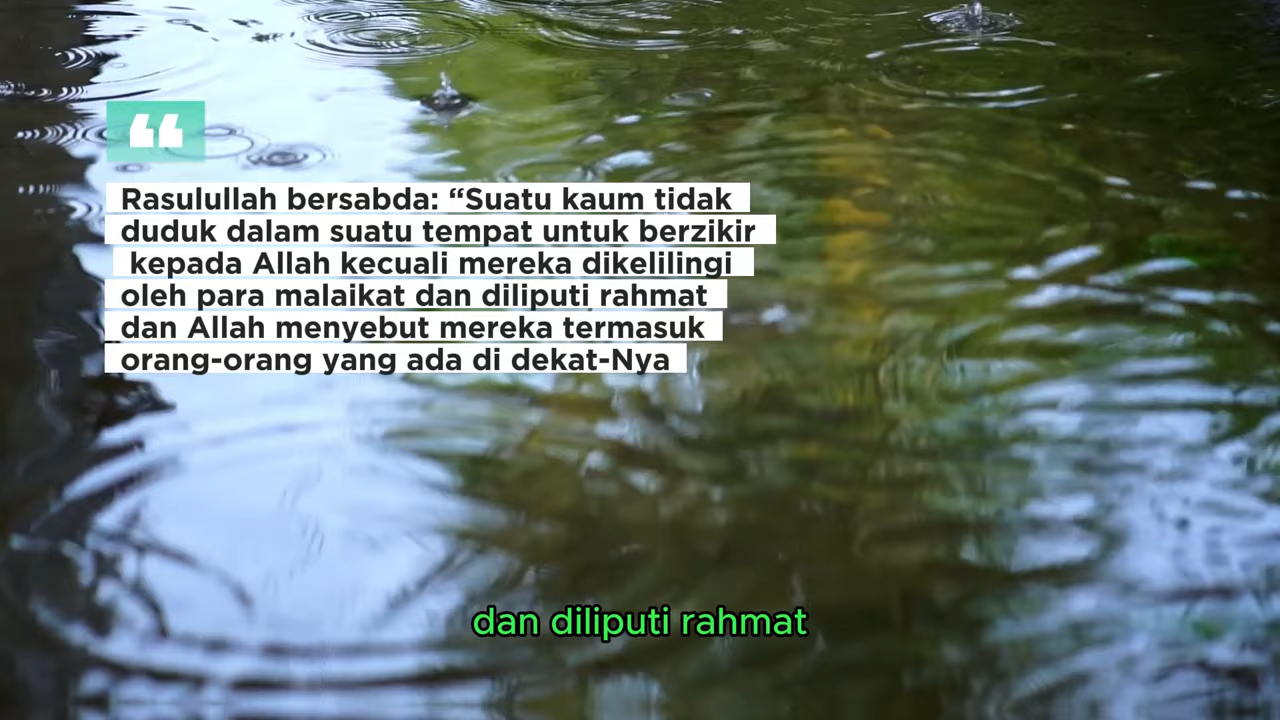 Rasulullah bersabda: “Suatu kaum tidak
duduk dalam suatu tempat untuk berzikir
kepada Allah kecuali mereka dikelilingi
oleh para malaikat dan diliputi rahmat
dan Allah menyebut mereka termasuk
orang-orang yang ada di dekat-Nya
dan diliputi rahmat